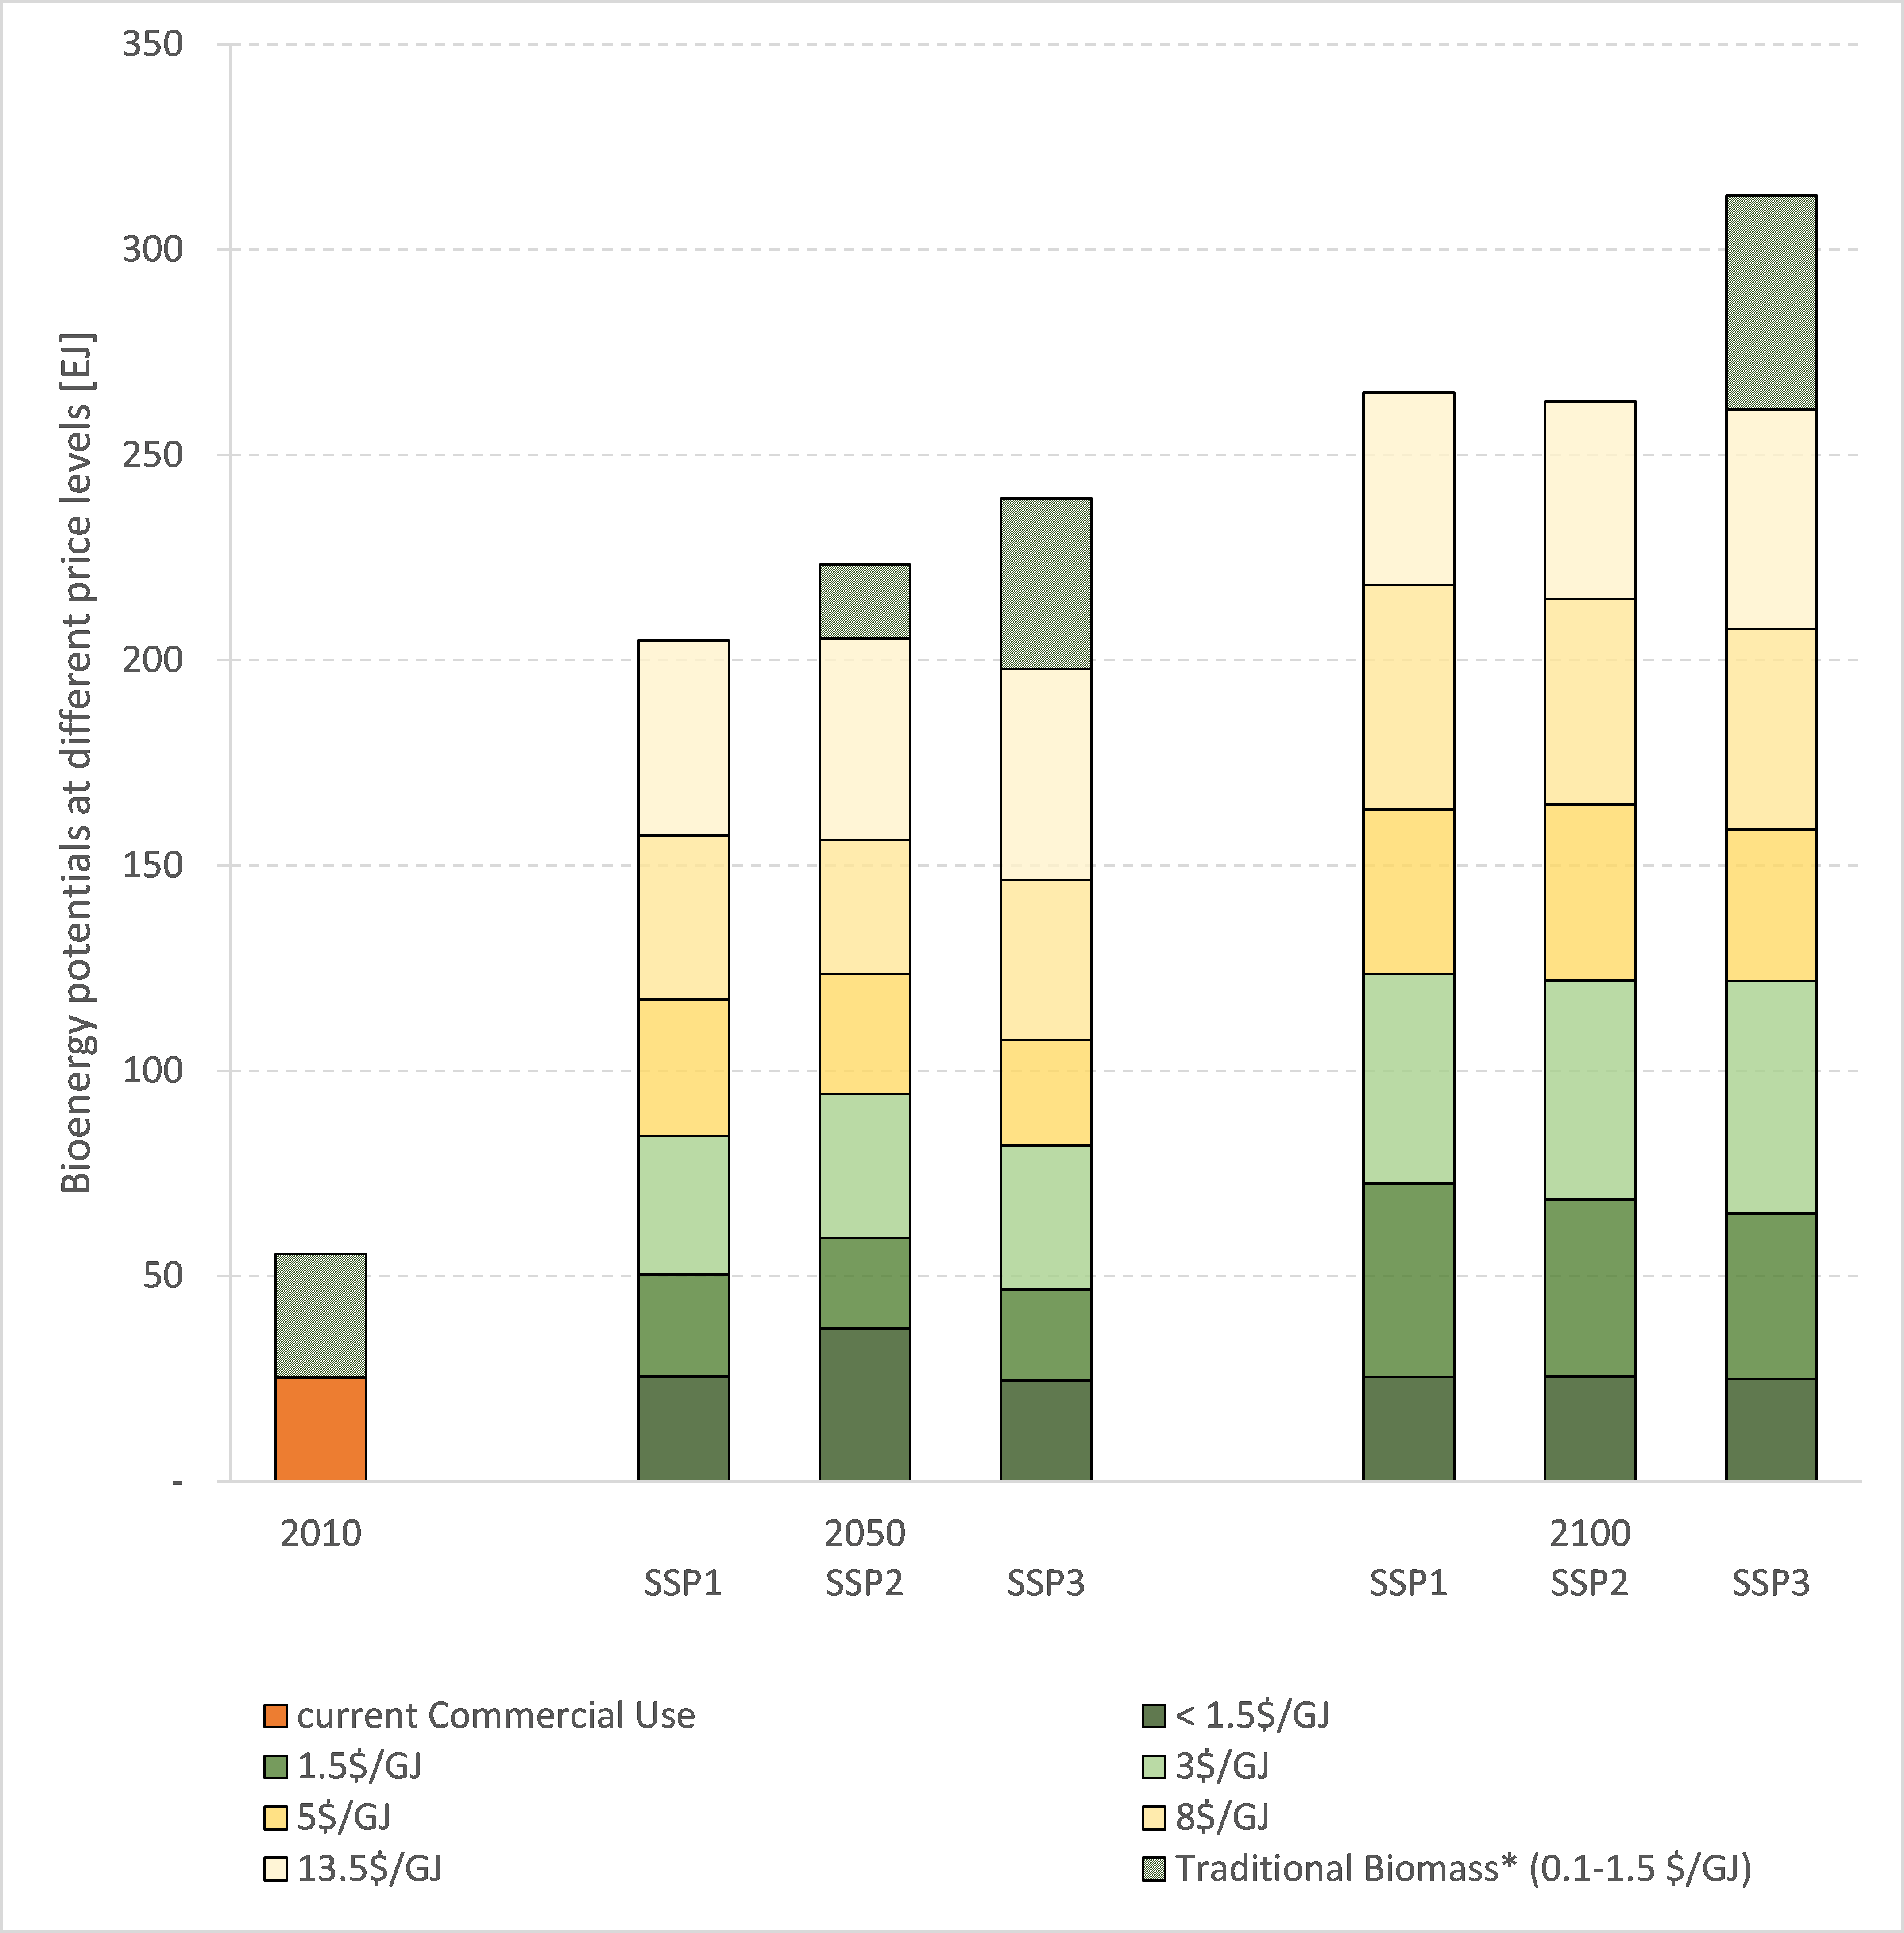 Bioenergy potentials at different price levels [EJ]
350
300
250
200
150
100
50
-
2010
2050
2100
SSP1
SSP2
SSP3
SSP1
SSP2
SSP3
current Commercial Use
< 1.5$/GJ
1.5$/GJ
3$/GJ
5$/GJ
8$/GJ
13.5$/GJ
Traditional Biomass* (0.1-1.5 $/GJ)